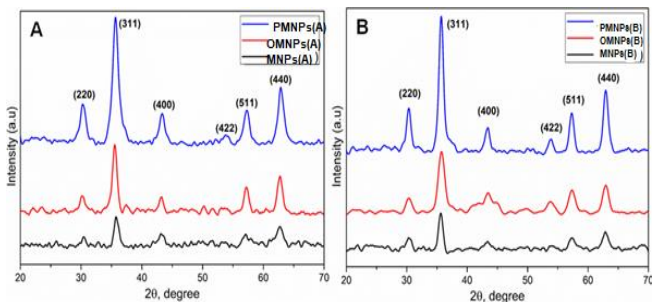 A
PMNPs(A)
OMNPs(A)
MNPs(A) )
(311)
(220)
(400)
(422)
(511)
(440)
Intensity (a.u)
20 30 40 50 60 70
2θ, degree
B
PMNPs(B)
OMNPs(B)
MNPs(B) )
(311)
(220)
(400)
(422)
(511)
(440)
Intensity (a.u)
20 30 40 50 60 70
2θ, degree